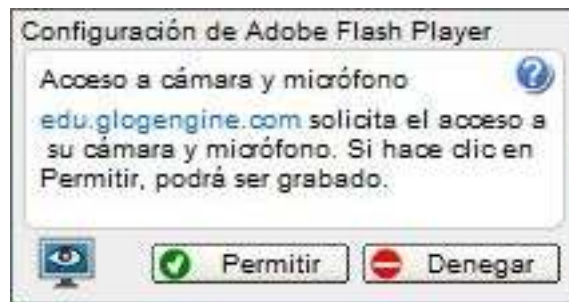 Configuración de Adobe Flash Player
Acceso a cámara y micrófono
edu.glogengine.com solicita el acceso a
su cámara y micrófono. Si hace clic en
Permitir, podrá ser grabado.
Permitir
Denegar